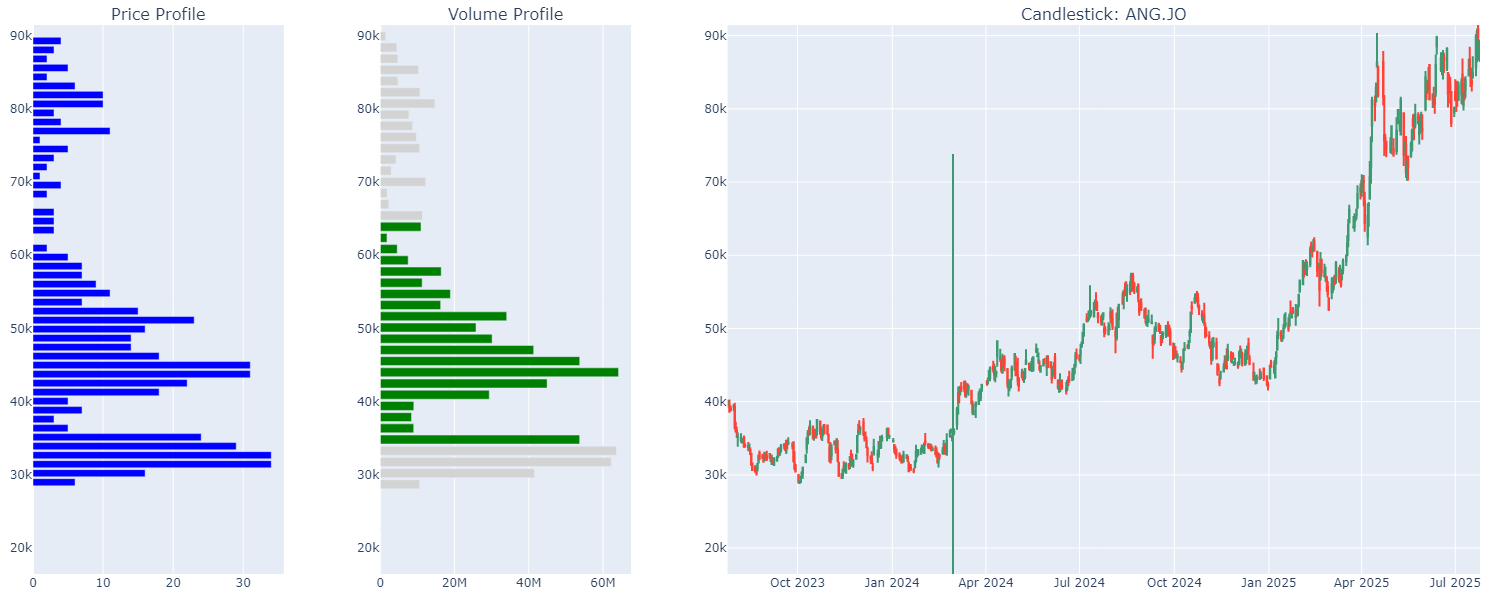 Price Profile
Volume Profile
Candlestick: ANG.JO
90k
80k
70k
60k
50k
40k
30k
20k
0
10
20
30
90k
80k
70k
60k
50k
40k
30k
20k
0
20M
40M
60M
90k
80k
70k
60k
50k
40k
30k
20k
Oct 2023
Jan 2024
Apr 2024
Jul 2024
Oct 2024
Jan 2025
Apr 2025
Jul 2025